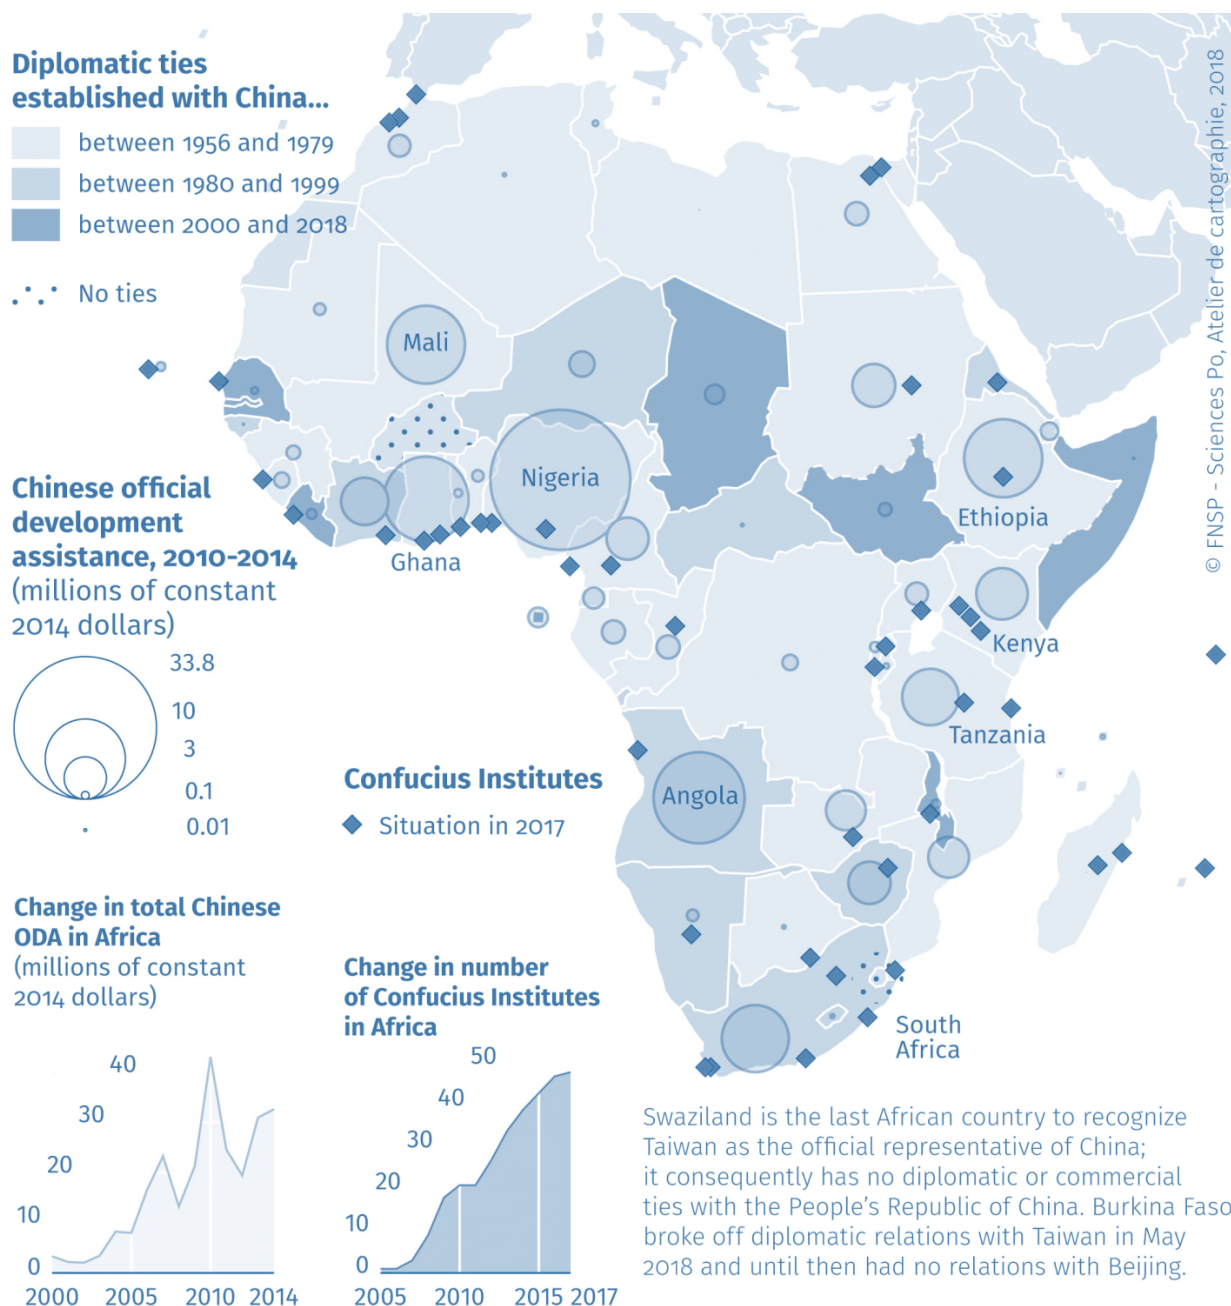 Diplomatic ties
established with China...
between 1956 and 1979
between 1980 and 1999
between 2000 and 2018
No ties
Chinese official
development
assistance, 2010-2014
(millions of constant
2014 dollars)
33.8
10
3
0.1
0.01
Confucius Institutes
Situation in 2017
Change in total Chinese
ODA in Africa
(millions of constant
2014 dollars)
40
30
20
10
0
2000 2005 2010 2014
Change in number
of Confucius Institutes
in Africa
50
40
30
20
10
0
2005 2010 2015 2017
Mali
Nigeria
Ghana
Ethiopia
Kenya
Tanzania
Angola
South
Africa
Swaziland is the last African country to recognize
Taiwan as the official representative of China;
it consequently has no diplomatic or commercial
ties with the People's Republic of China. Burkina Faso
broke off diplomatic relations with Taiwan in May
2018 and until then had no relations with Beijing.
© FNSP - Sciences Po, Atelier de cartographie, 2018